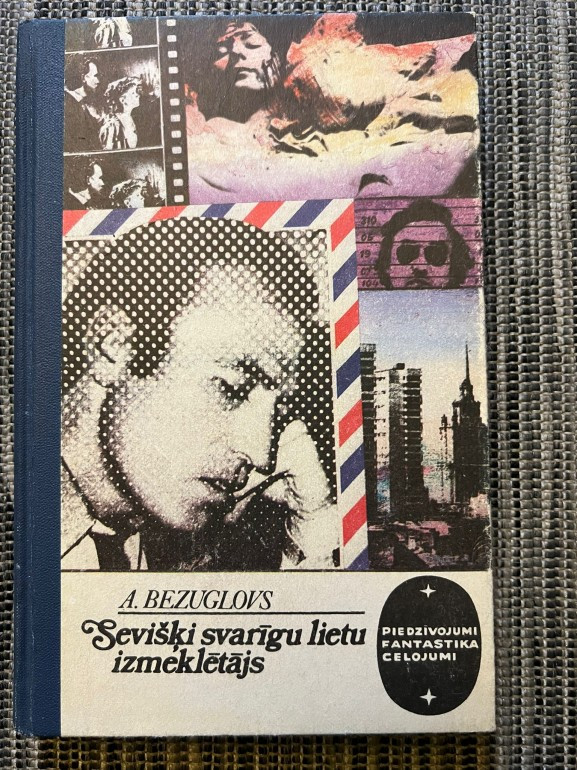 A. BEZUGLOVS
Sevišķi svarīgu lietu
izmeklētājs
PIEDZĪVOJUMI
FANTASTIKA
CEĻOJUMI